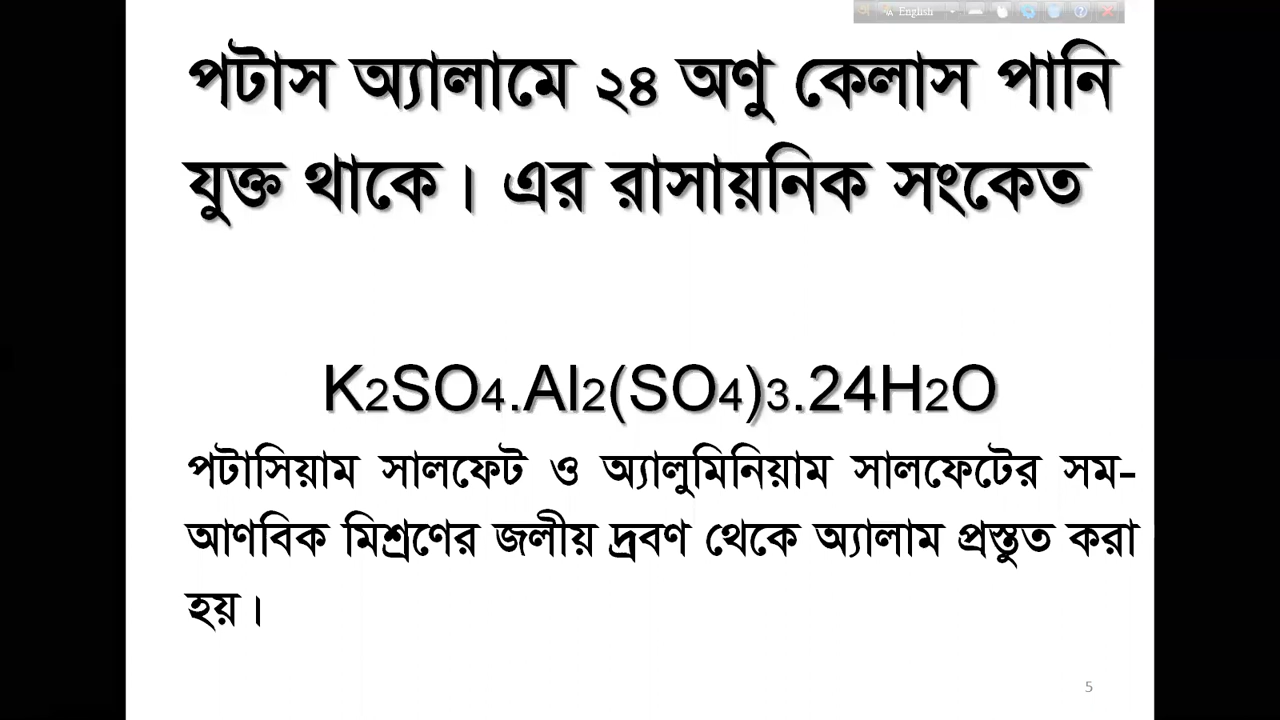 English
পটাস অ্যালামে ২৪ অণু কেলাস পানি
যুক্ত থাকে। এর রাসায়নিক সংকেত
K2SO4.Al2(SO4)3.24H2O
পটাসিয়াম সালফেট ও অ্যালুমিনিয়াম সালফেটের সম-
আণবিক মিশ্রণের জলীয় দ্রবণ থেকে অ্যালাম প্রস্তুত করা
হয়।
5